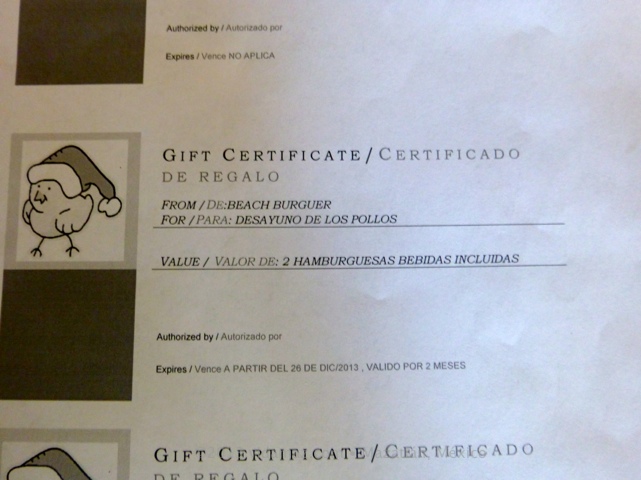 Authorized by / Autorizado por
Expires / Vence NO APLICA
GIFT CERTIFICATE/CERTIFICADO
DE REGALO
FROM / DE:BEACH BURGUER
FOR / PARA: DESAYUNO DE LOS POLLOS
VALUE / VALOR DE: 2 HAMBURGUESAS BEBIDAS INCLUIDAS
Authorized by / Autorizado por
Expires / Vence A PARTIR DEL 26 DE DIC/2013 , VALIDO POR 2 MESES
GIFT CERTIFICATE/CERTIFICADO
DE REGALO